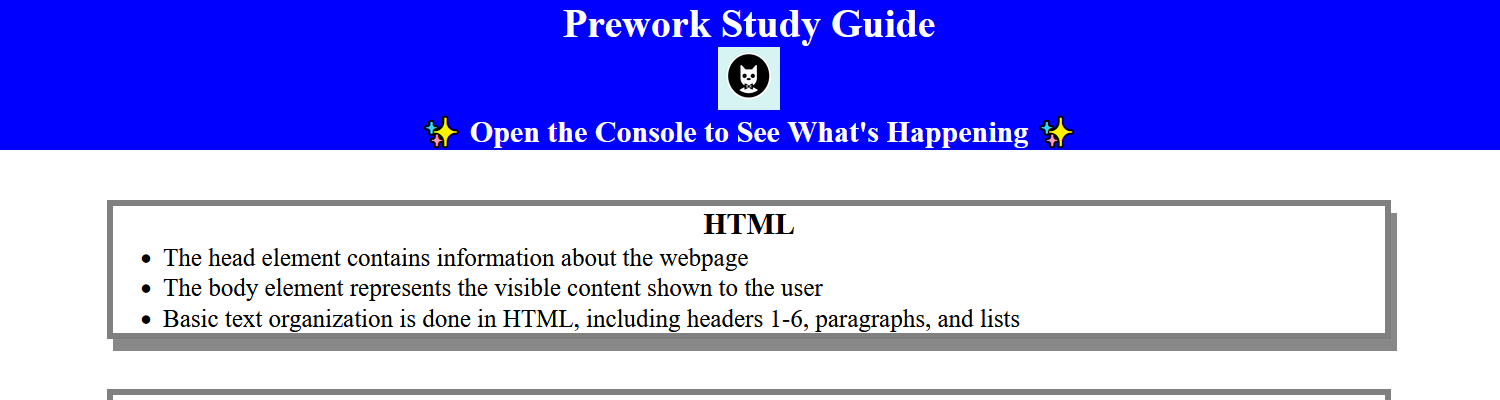 Prework Study Guide
✨ Open the Console to See What's Happening ✨
HTML
• The head element contains information about the webpage
• The body element represents the visible content shown to the user
• Basic text organization is done in HTML, including headers 1-6, paragraphs, and lists